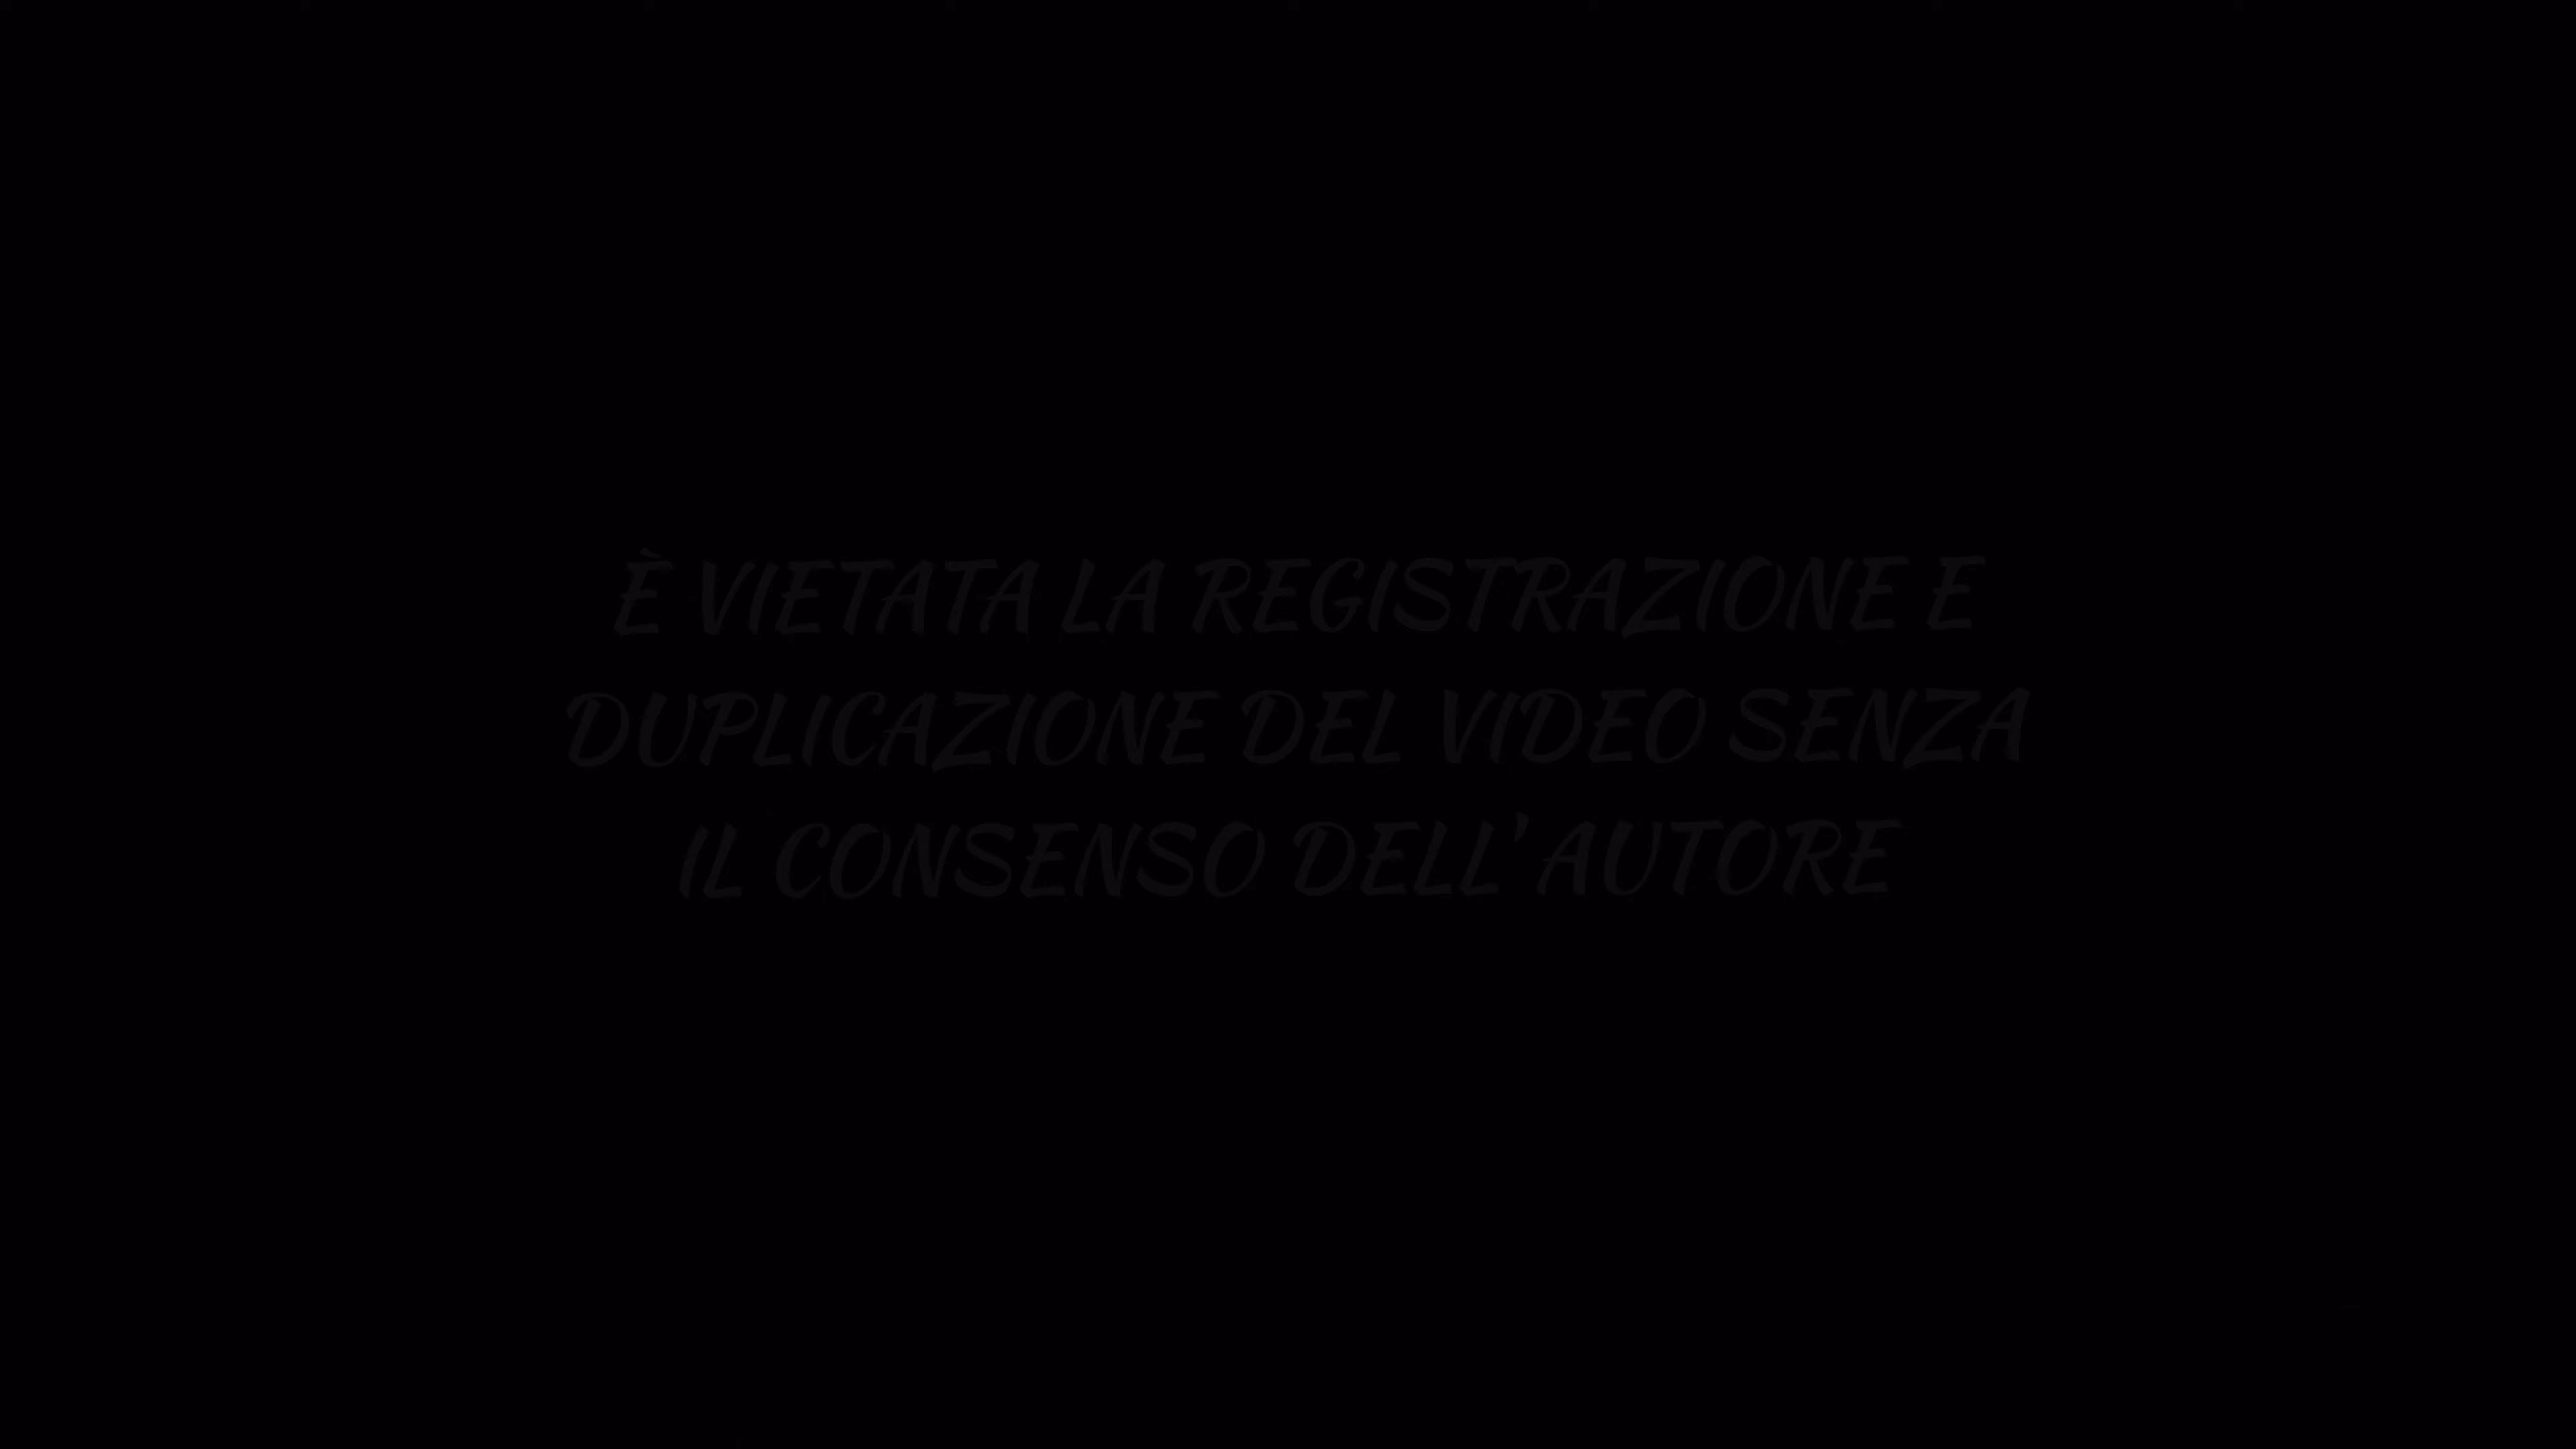 È VIETATA LA REGISTRAZIONE E
DUPLICAZIONE DEL VIDEO SENZA
IL CONSENSO DELL'AUTORE